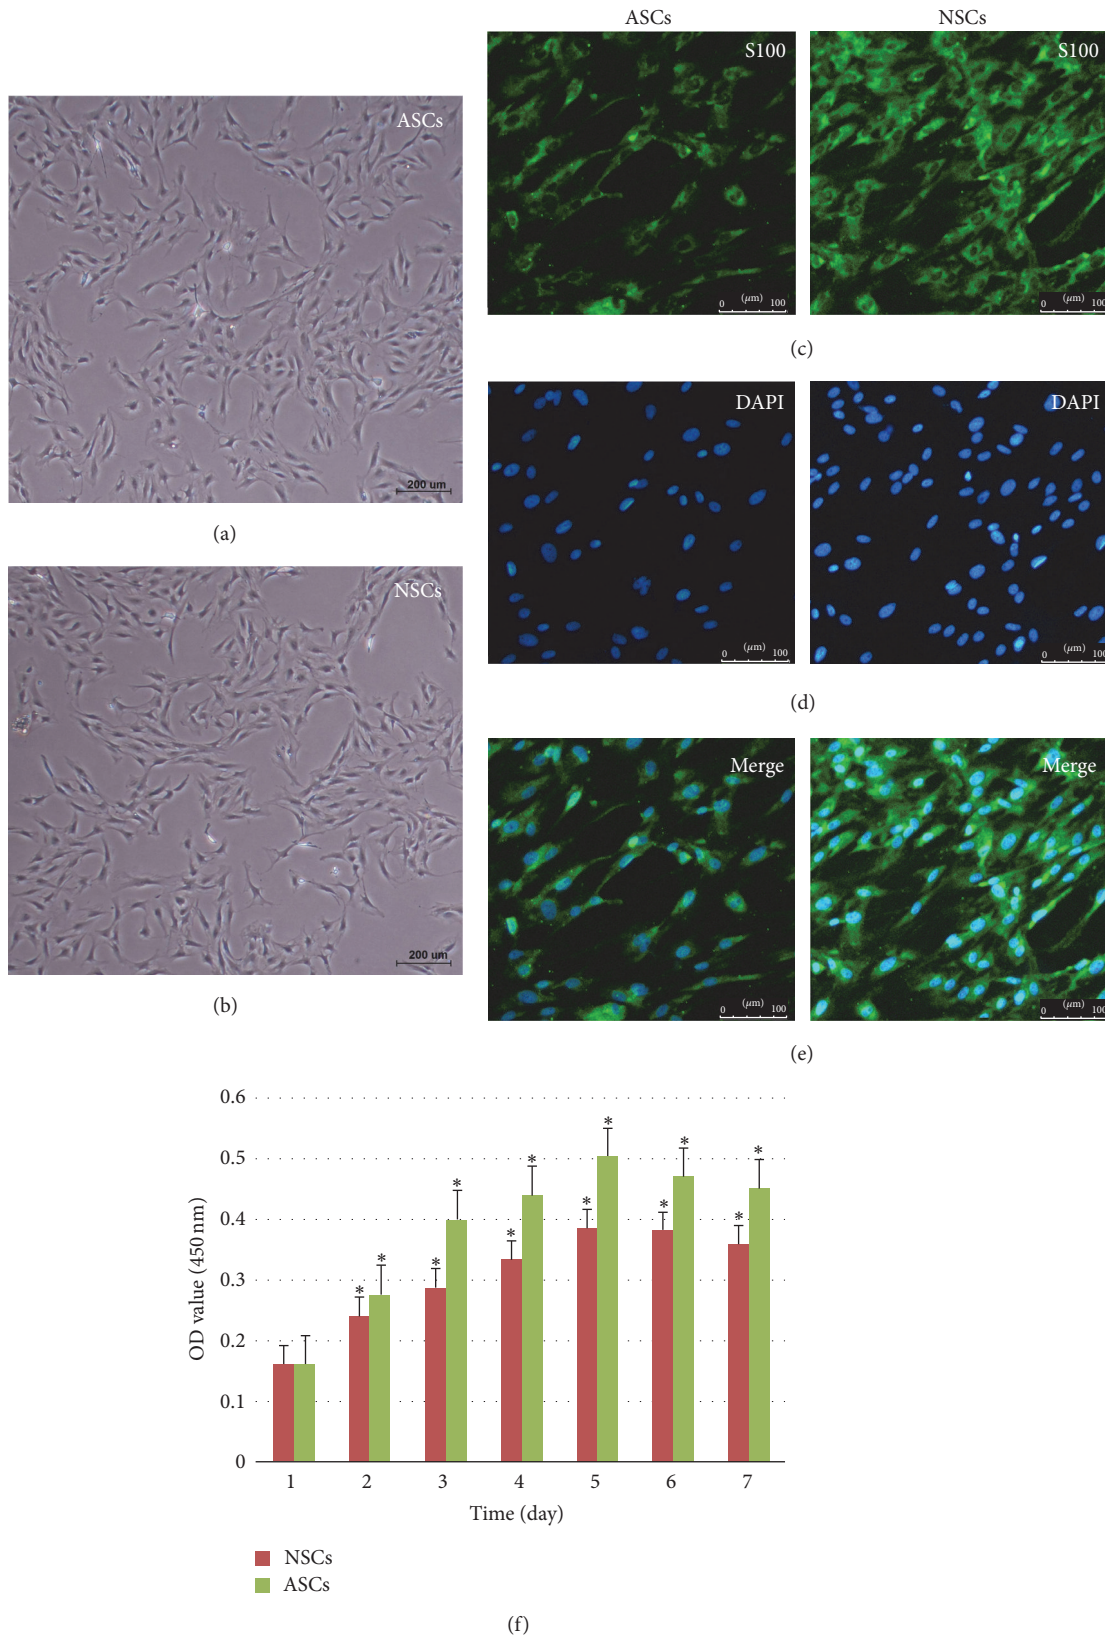 ASCs
200 um
(a)
NSCs
200 um
(b)
ASCs
NSCs
S100
S100
0 (μm) 100
0 (μm) 100
(c)
DAPI
DAPI
0 (μm) 100
0 (μm) 100
(d)
Merge
Merge
0 (μm) 100
0 (μm) 100
(e)
0.6
0.5
0.4
0.3
0.2
0.1
0
OD value (450 nm)
* * * * * * * * * * * *
1 2 3 4 5 6 7
Time (day)
NSCs
ASCs
(f)